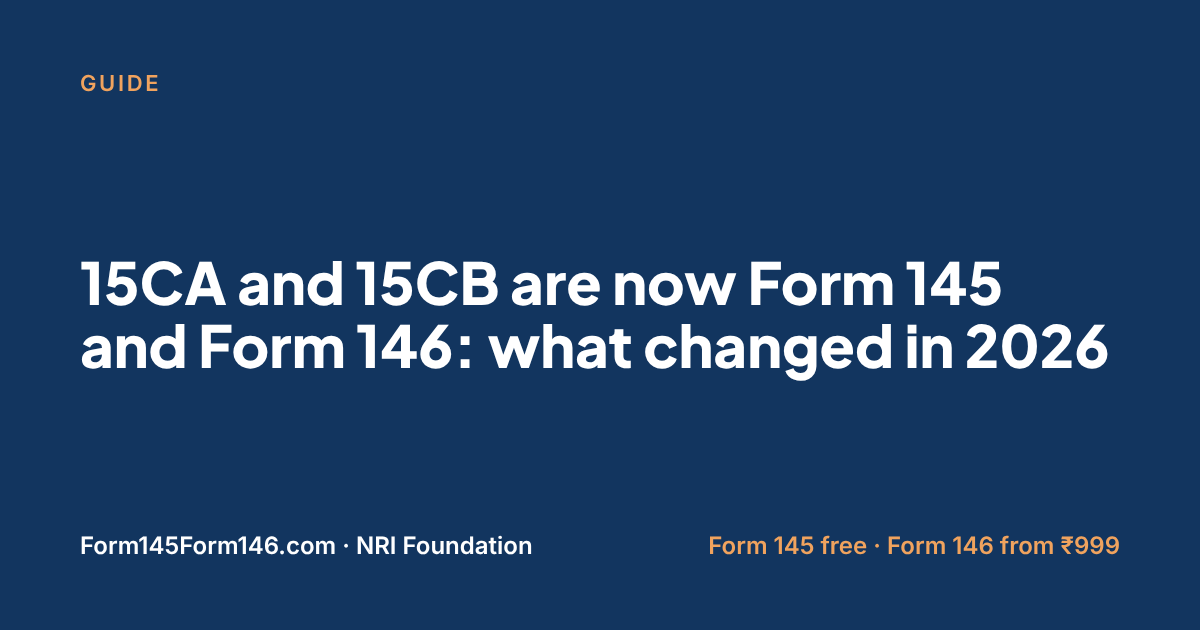 GUIDE
15CA and 15CB are now Form 145
and Form 146: what changed in 2026
Form145Form146.com · NRI Foundation
Form 145 free · Form 146 from ₹999